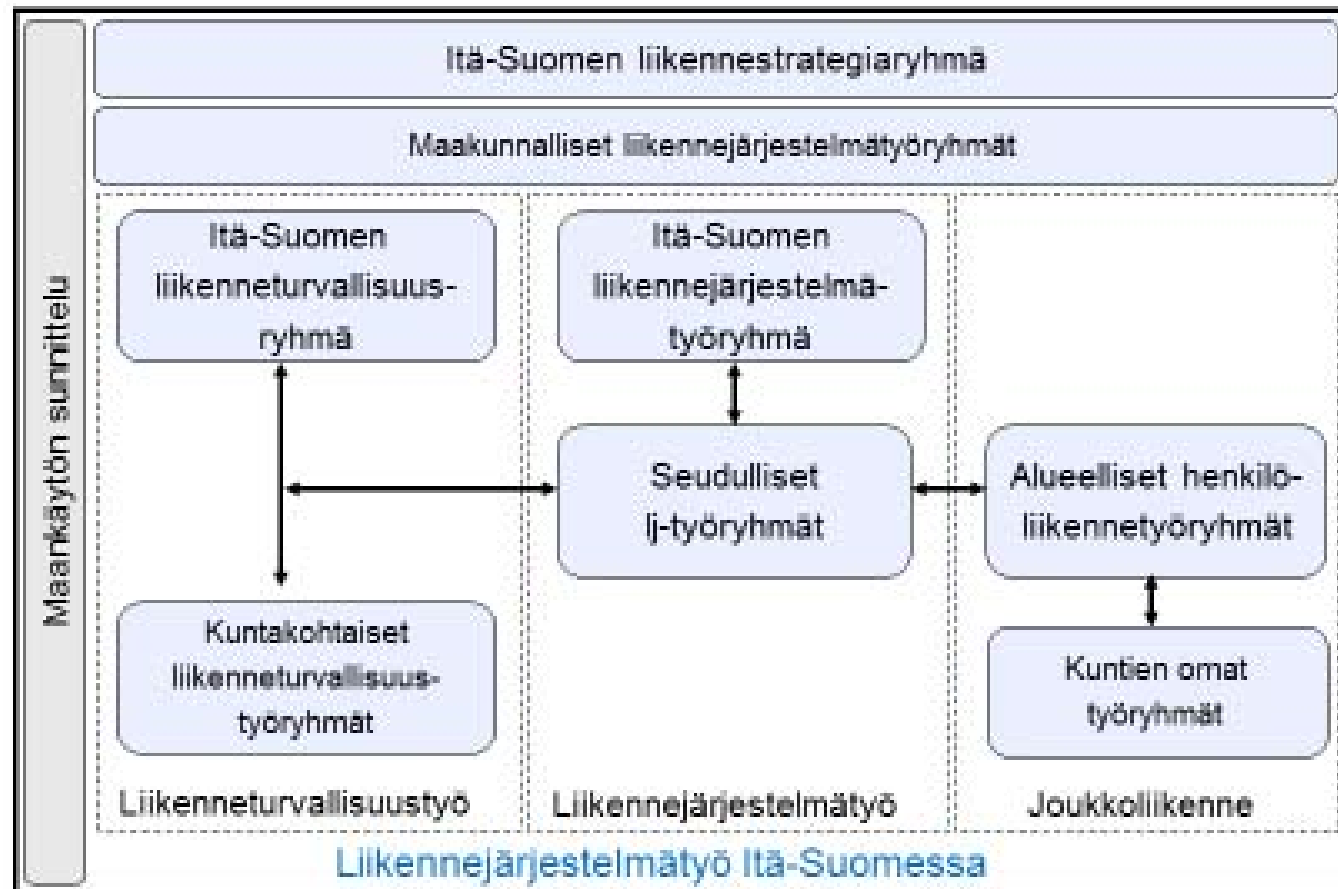 Itä-Suomen liikennestrategiaryhmä
Maakunnalliset liikennejärjestelmätyöryhmät
Maankäytön sunnittelu
Itä-Suomen
liikenneturvallisuus-
ryhmä
Itä-Suomen
liikennejärjestelmä-
työryhmä
Seudulliset
lj-työryhmät
Alueelliset henkilö-
liikennetyöryhmät
Kuntakohtaiset
liikenneturvallisuus-
työryhmät
Kuntien omat
työryhmät
Liikenneturvallisuustyö
Liikennejärjestelmätyö
Joukkoliikenne
Liikennejärjestelmätyö Itä-Suomessa